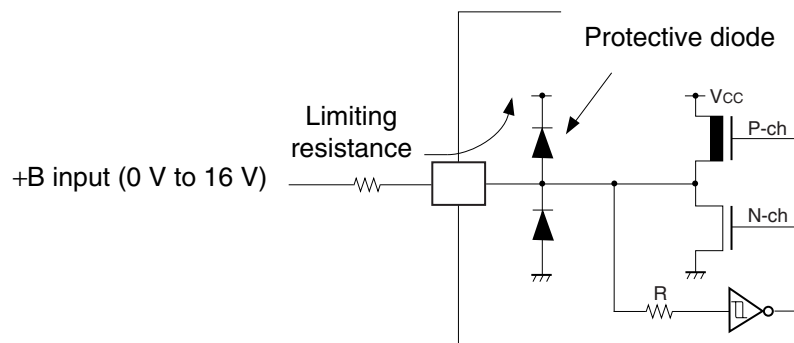 Protective diode
Limiting
resistance
VCC
P-ch
+B input (0 V to 16 V)
N-ch
R